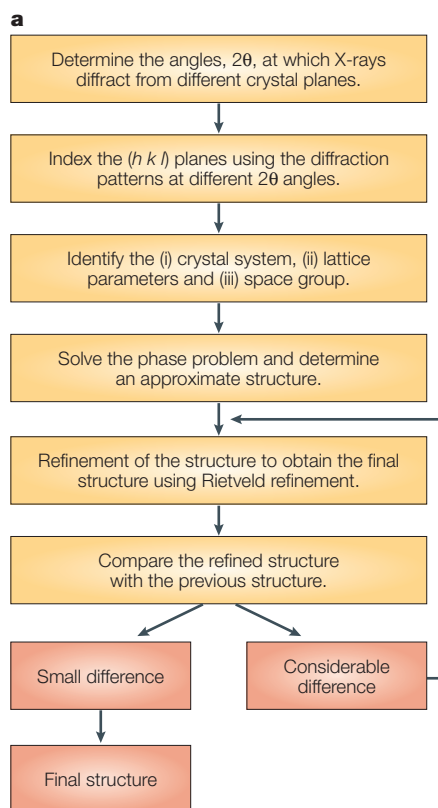 a
Determine the angles, 2θ, at which X-rays
diffract from different crystal planes.
Index the (h k l) planes using the diffraction
patterns at different 2θ angles.
Identify the (i) crystal system, (ii) lattice
parameters and (iii) space group.
Solve the phase problem and determine
an approximate structure.
Refinement of the structure to obtain the final
structure using Rietveld refinement.
Compare the refined structure
with the previous structure.
Small difference
Considerable
difference
Final structure